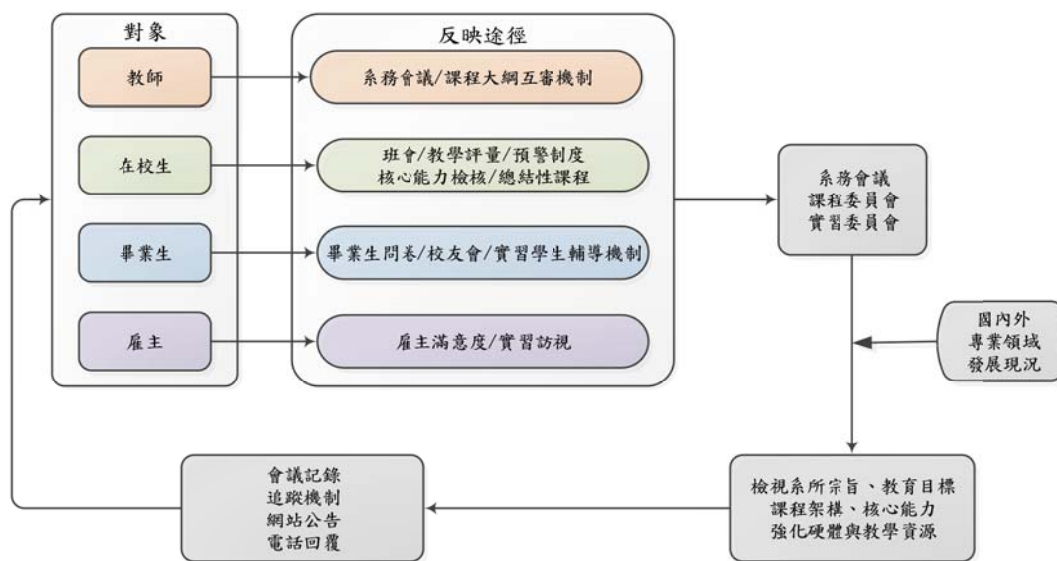 對象
反映途徑
教師
系務會議/課程大綱互審機制
在校生
班會/教學評量/預警制度
核心能力檢核/總結性課程
畢業生
畢業生問卷/校友會/實習學生輔導機制
雇主
雇主滿意度/實習訪視
系務會議
課程委員會
實習委員會
國內外
專業領域
發展現況
檢視系所宗旨、教育目標
課程架構、核心能力
強化硬體與教學資源
會議記錄
追蹤機制
網站公告
電話回覆